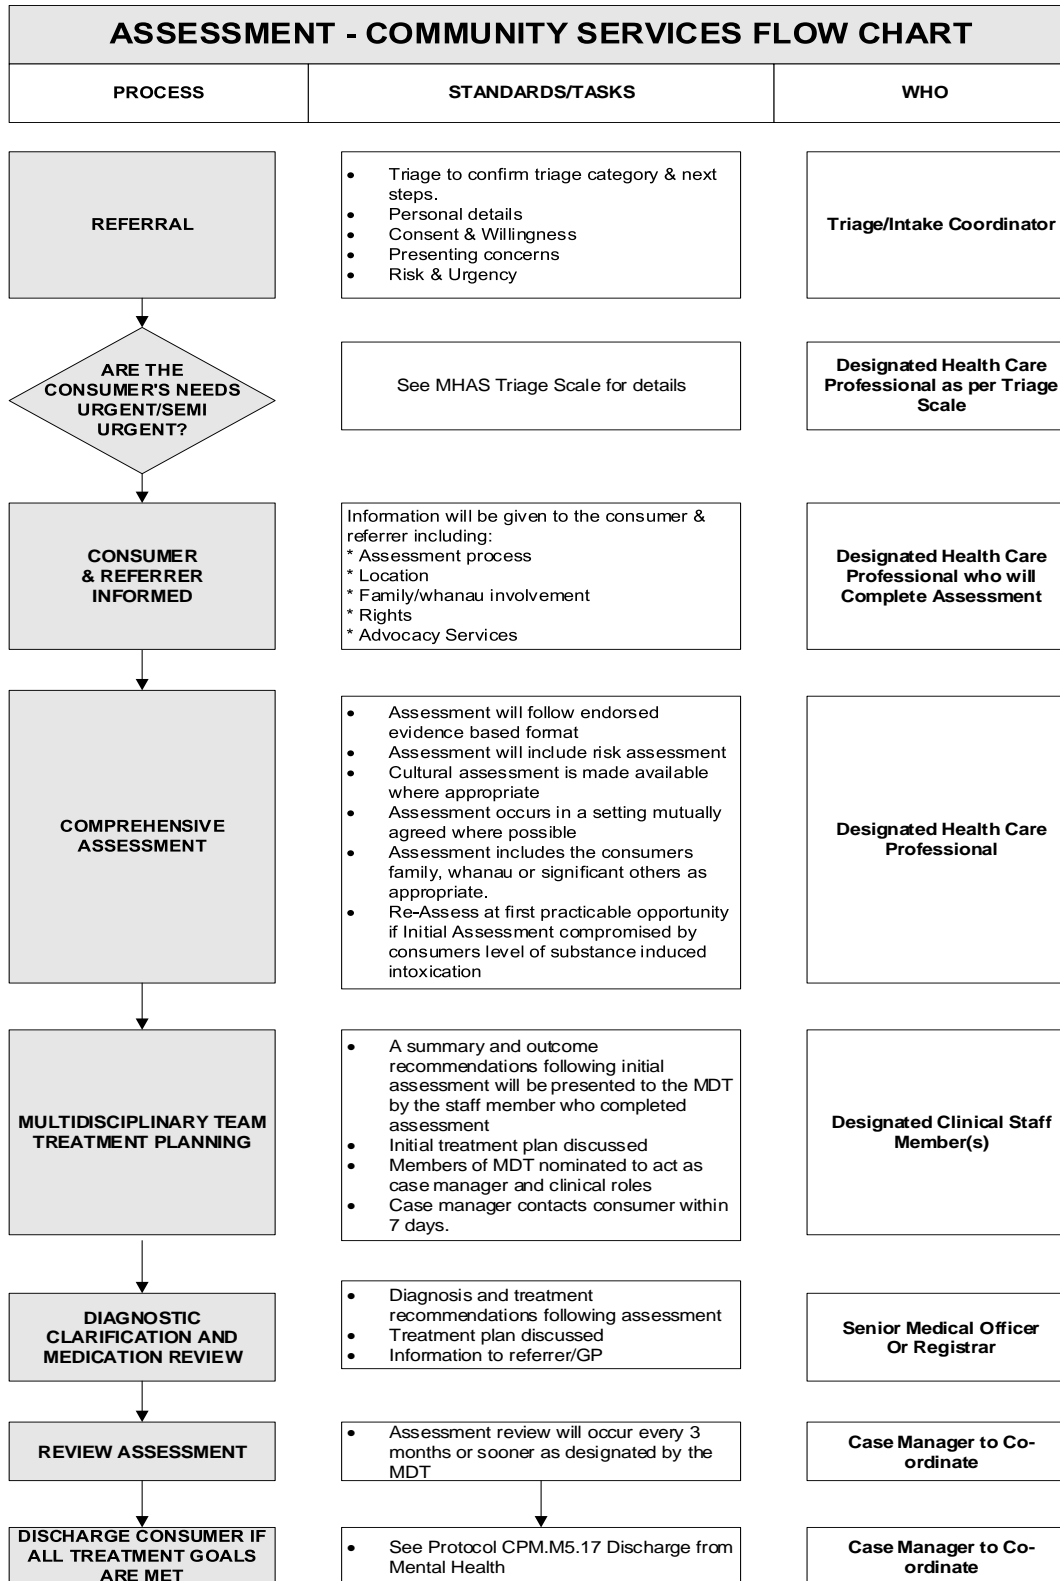 ASSESSMENT - COMMUNITY SERVICES FLOW CHART
PROCESS
STANDARDS/TASKS
WHO
REFERRAL
• Triage to confirm triage category & next
steps.
• Personal details
• Consent & Willingness
• Presenting concerns
• Risk & Urgency
Triage/Intake Coordinator
ARE THE
CONSUMER'S NEEDS
URGENT/SEMI
URGENT?
See MHAS Triage Scale for details
Designated Health Care
Professional as per Triage
Scale
CONSUMER
& REFERRER
INFORMED
Information will be given to the consumer &
referrer including:
* Assessment process
* Location
* Family/whanau involvement
* Rights
* Advocacy Services
Designated Health Care
Professional who will
Complete Assessment
COMPREHENSIVE
ASSESSMENT
• Assessment will follow endorsed
evidence based format
• Assessment will include risk assessment
• Cultural assessment is made available
where appropriate
• Assessment occurs in a setting mutually
agreed where possible
• Assessment includes the consumers
family, whanau or significant others as
appropriate.
• Re-Assess at first practicable opportunity
if Initial Assessment compromised by
consumers level of substance induced
intoxication
Designated Health Care
Professional
MULTIDISCIPLINARY TEAM
TREATMENT PLANNING
• A summary and outcome
recommendations following initial
assessment will be presented to the MDT
by the staff member who completed
assessment
• Initial treatment plan discussed
• Members of MDT nominated to act as
case manager and clinical roles
• Case manager contacts consumer within
7 days.
Designated Clinical Staff
Member(s)
DIAGNOSTIC
CLARIFICATION AND
MEDICATION REVIEW
• Diagnosis and treatment
recommendations following assessment
• Treatment plan discussed
• Information to referrer/GP
Senior Medical Officer
Or Registrar
REVIEW ASSESSMENT
• Assessment review will occur every 3
months or sooner as designated by the
MDT
Case Manager to Co-
ordinate
DISCHARGE CONSUMER IF
ALL TREATMENT GOALS
ARE MET
• See Protocol CPM.M5.17 Discharge from
Mental Health
Case Manager to Co-
ordinate